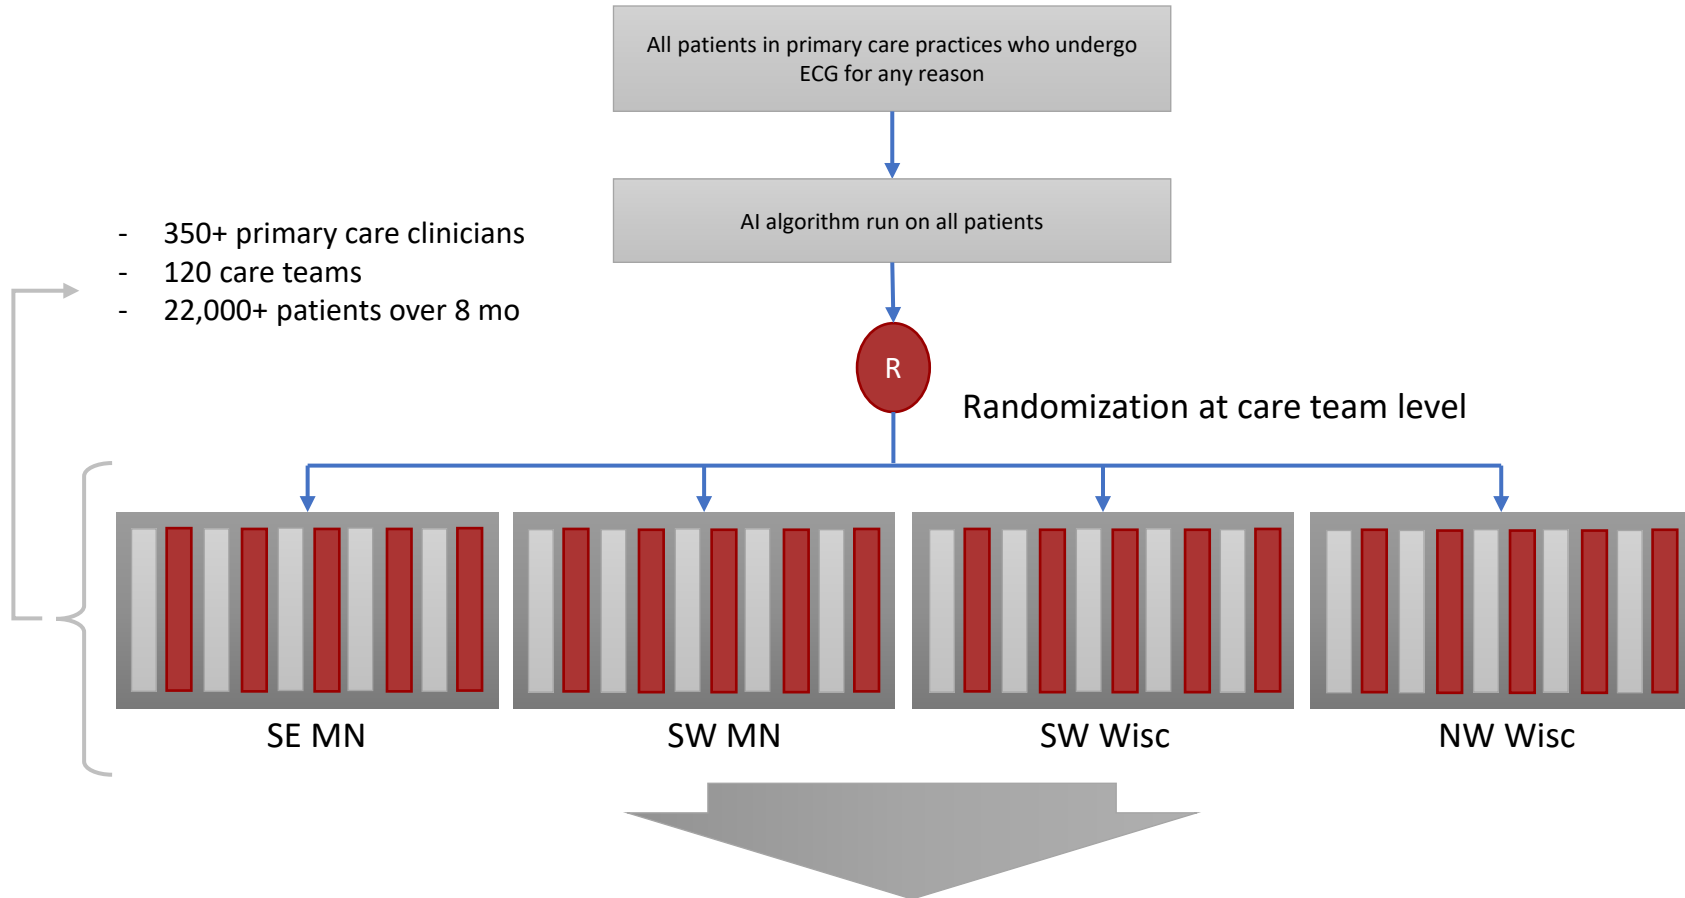 All patients in primary care practices who undergo
ECG for any reason
AI algorithm run on all patients
- 350+ primary care clinicians
- 120 care teams
- 22,000+ patients over 8 mo
R
Randomization at care team level
SE MN
SW MN
SW Wisc
NW Wisc